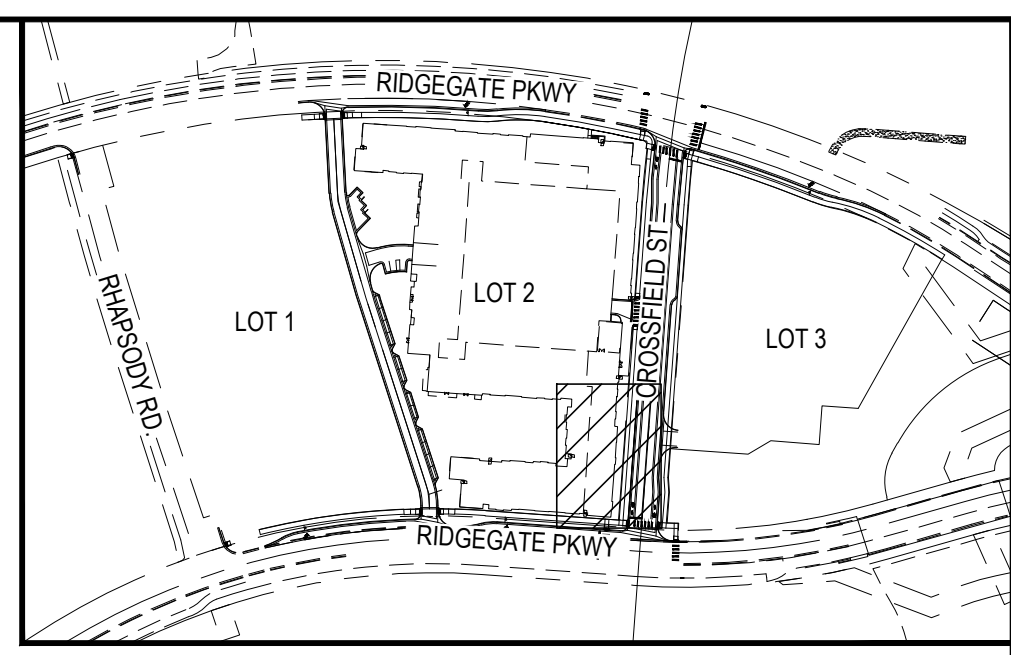 RIDGEGATE PKWY
RHAPSODY RD.
LOT 1
LOT 2
CROSSFIELD ST
LOT 3
RIDGEGATE PKWY